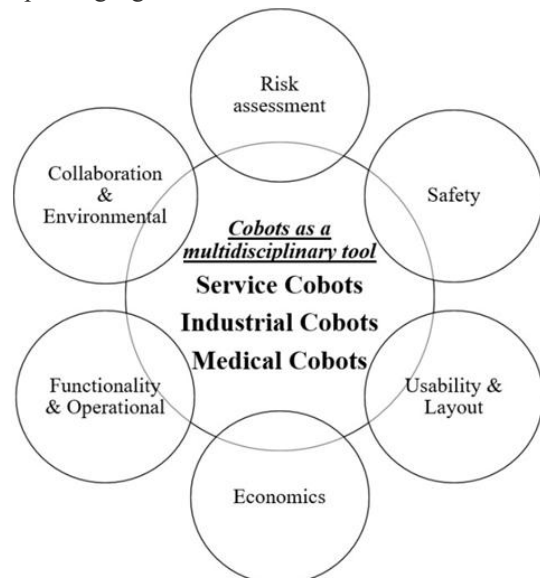 Risk
assessment
Collaboration
&
Environmental
Safety
Cobots as a
multidisciplinary tool
Service Cobots
Industrial Cobots
Medical Cobots
Functionality
& Operational
Usability &
Layout
Economics